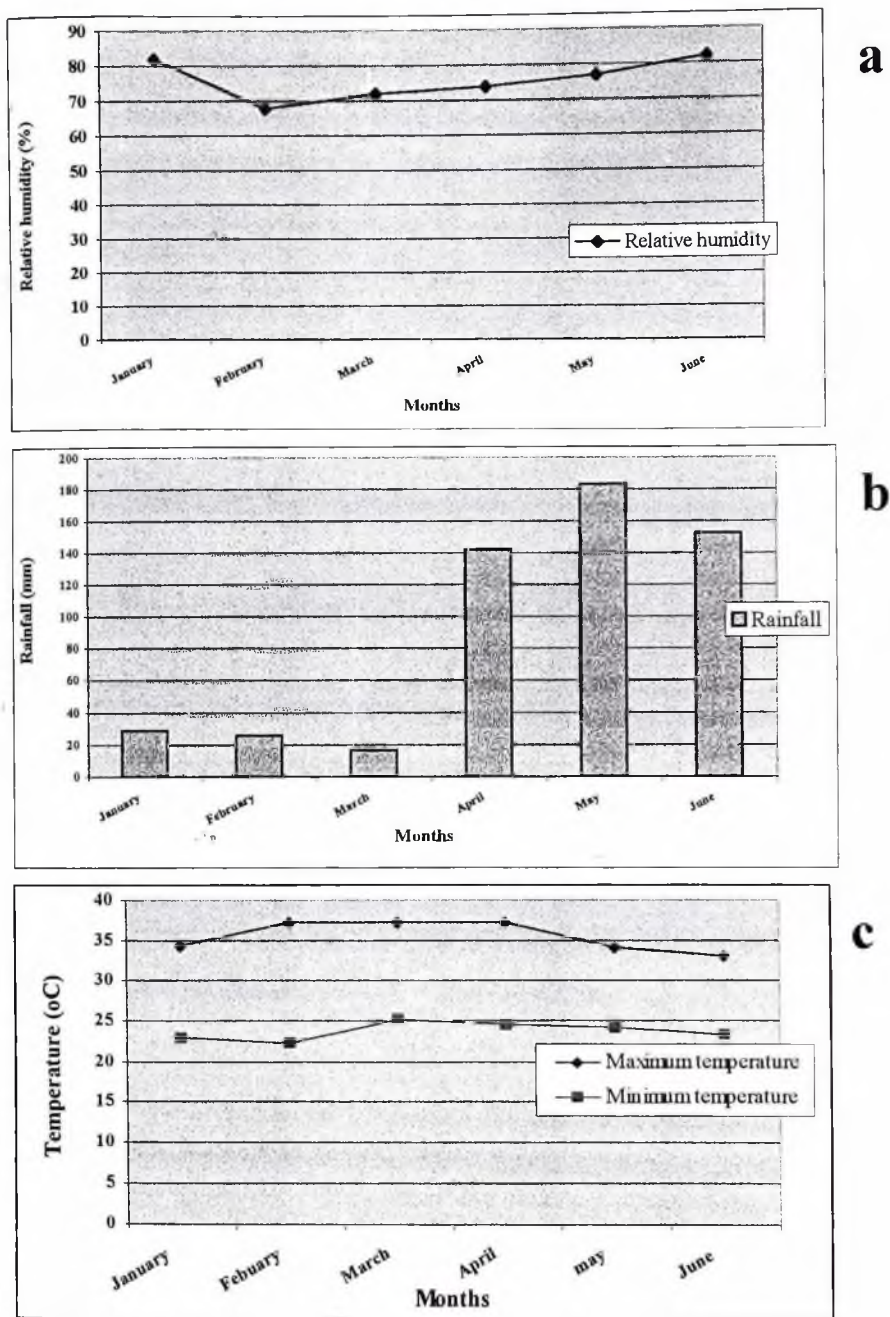 a
90
80
70
60
50
40
30
20
10
0
Relative humidity (%)
Relative humidity
January
February
March
April
May
June
Months
b
200
180
160
140
120
100
80
60
40
20
0
Rainfall (mm)
Rainfall
January
February
March
April
May
June
Months
c
40
35
30
25
20
15
10
5
0
Temperature (oC)
Maximum temperature
Minimum temperature
January
Febuary
March
April
may
June
Months